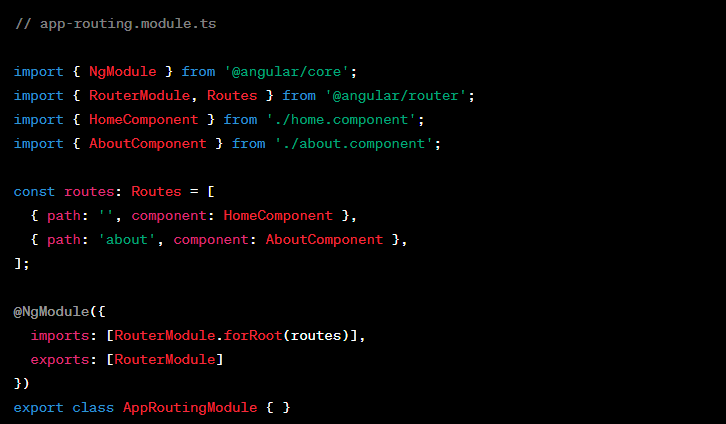 // app-routing.module.ts
import { NgModule } from '@angular/core';
import { RouterModule, Routes } from '@angular/router';
import { HomeComponent } from './home.component';
import { AboutComponent } from './about.component';
const routes: Routes = [
  { path: '', component: HomeComponent },
  { path: 'about', component: AboutComponent },
];
@NgModule({
  imports: [RouterModule.forRoot(routes)],
  exports: [RouterModule]
})
export class AppRoutingModule { }